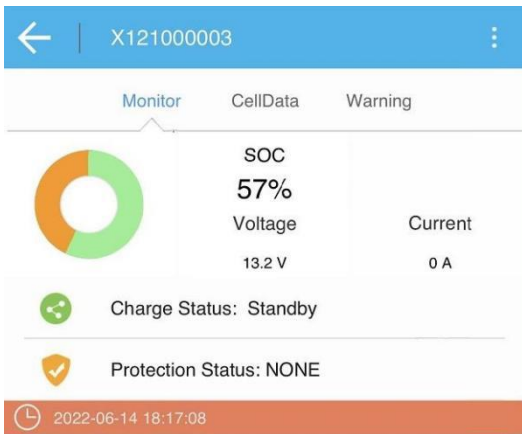 X121000003
Monitor CellData Warning
SOC
57%
Voltage Current
13.2 V 0 A
Charge Status: Standby
Protection Status: NONE
2022-06-14 18:17:08